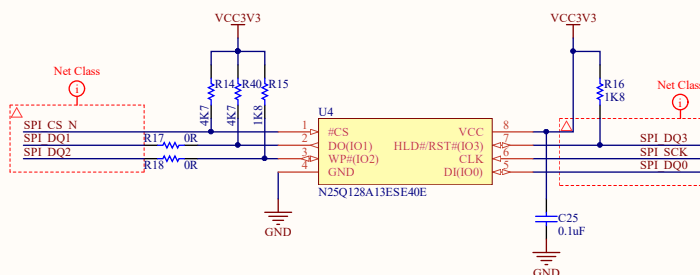 VCC3V3
VCC3V3
Net Class
i
R14
R40
R15
4K7
4K7
1K8
R16
1K8
Net Class
i
U4
SPI_CS_N
SPI_DQ1
SPI_DQ2
R17
0R
R18
0R
1
2
3
4
#CS
DO(IO1)
WP#(IO2)
GND
VCC
HLD#/RST#(IO3)
CLK
DI(IO0)
8
7
6
5
SPI_DQ3
SPI_SCK
SPI_DQ0
N25Q128A13ESE40E
GND
C25
0.1uF
GND